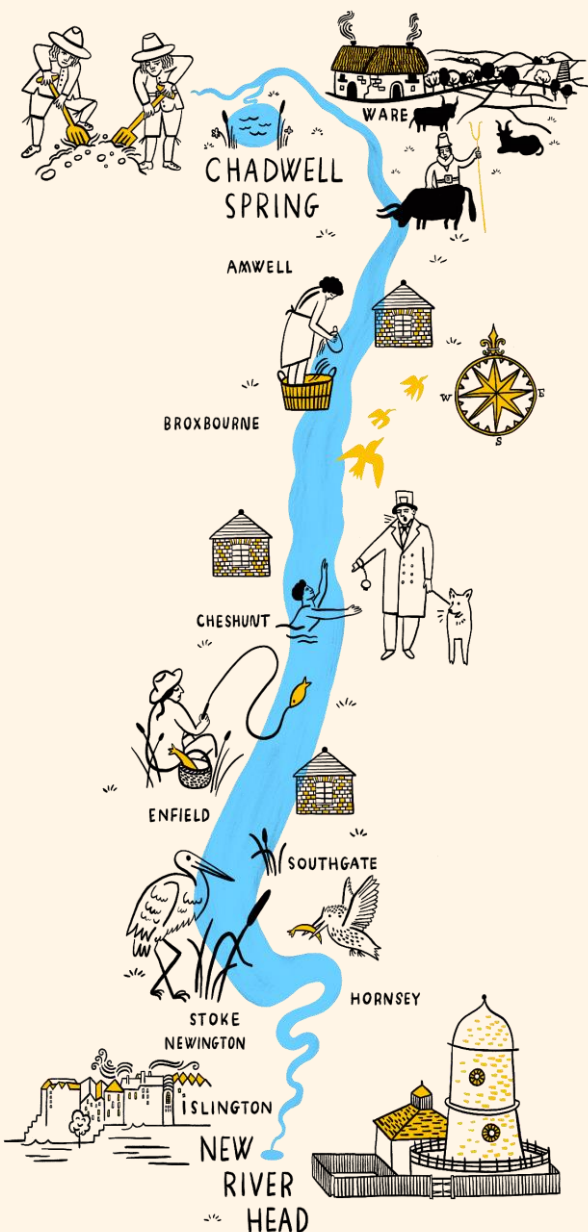 WARE
CHADWELL
SPRING
AMWELL
W E
S
BROXBOURNE
CHESHUNT
ENFIELD
SOUTHGATE
HORNSEY
STOKE
NEWINGTON
ISLINGTON
NEW
RIVER
HEAD